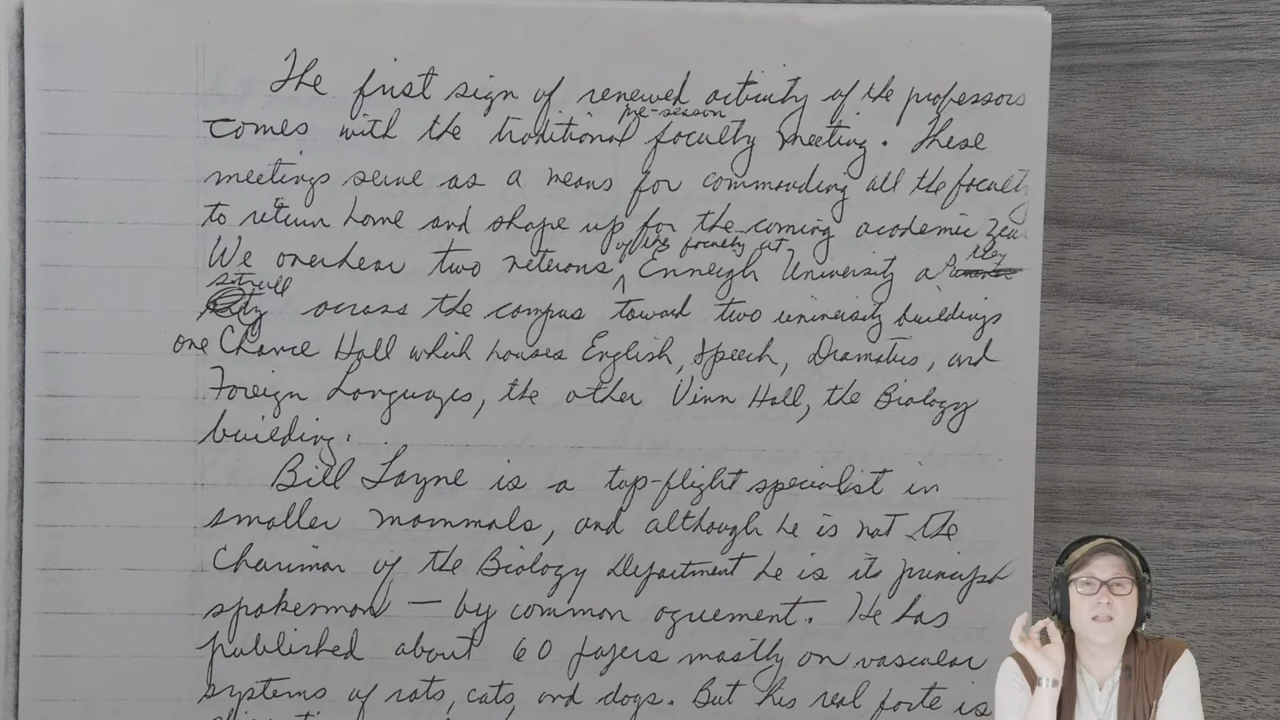 The first sign of renewed activity of the professors
pre-season
comes with the traditional faculty meeting. These
meetings serve as a means for commanding all the faculty
to return home and shape up for the coming academic year
of the faculty at
We overhear two veterans Enneigh University as they
stroll
across the campus toward two university buildings
one Chance Hall which houses English, Speech, Dramatics, and
Foreign Languages, the other Vinn Hall, the Biology
building.
Bill Layne is a top-flight specialist in
smaller mammals, and although he is not the
Chairman of the Biology Department he is its principal
spokesman — by common agreement. He has
published about 60 papers mostly on vascular
systems of rats, cats, and dogs. But his real forte is